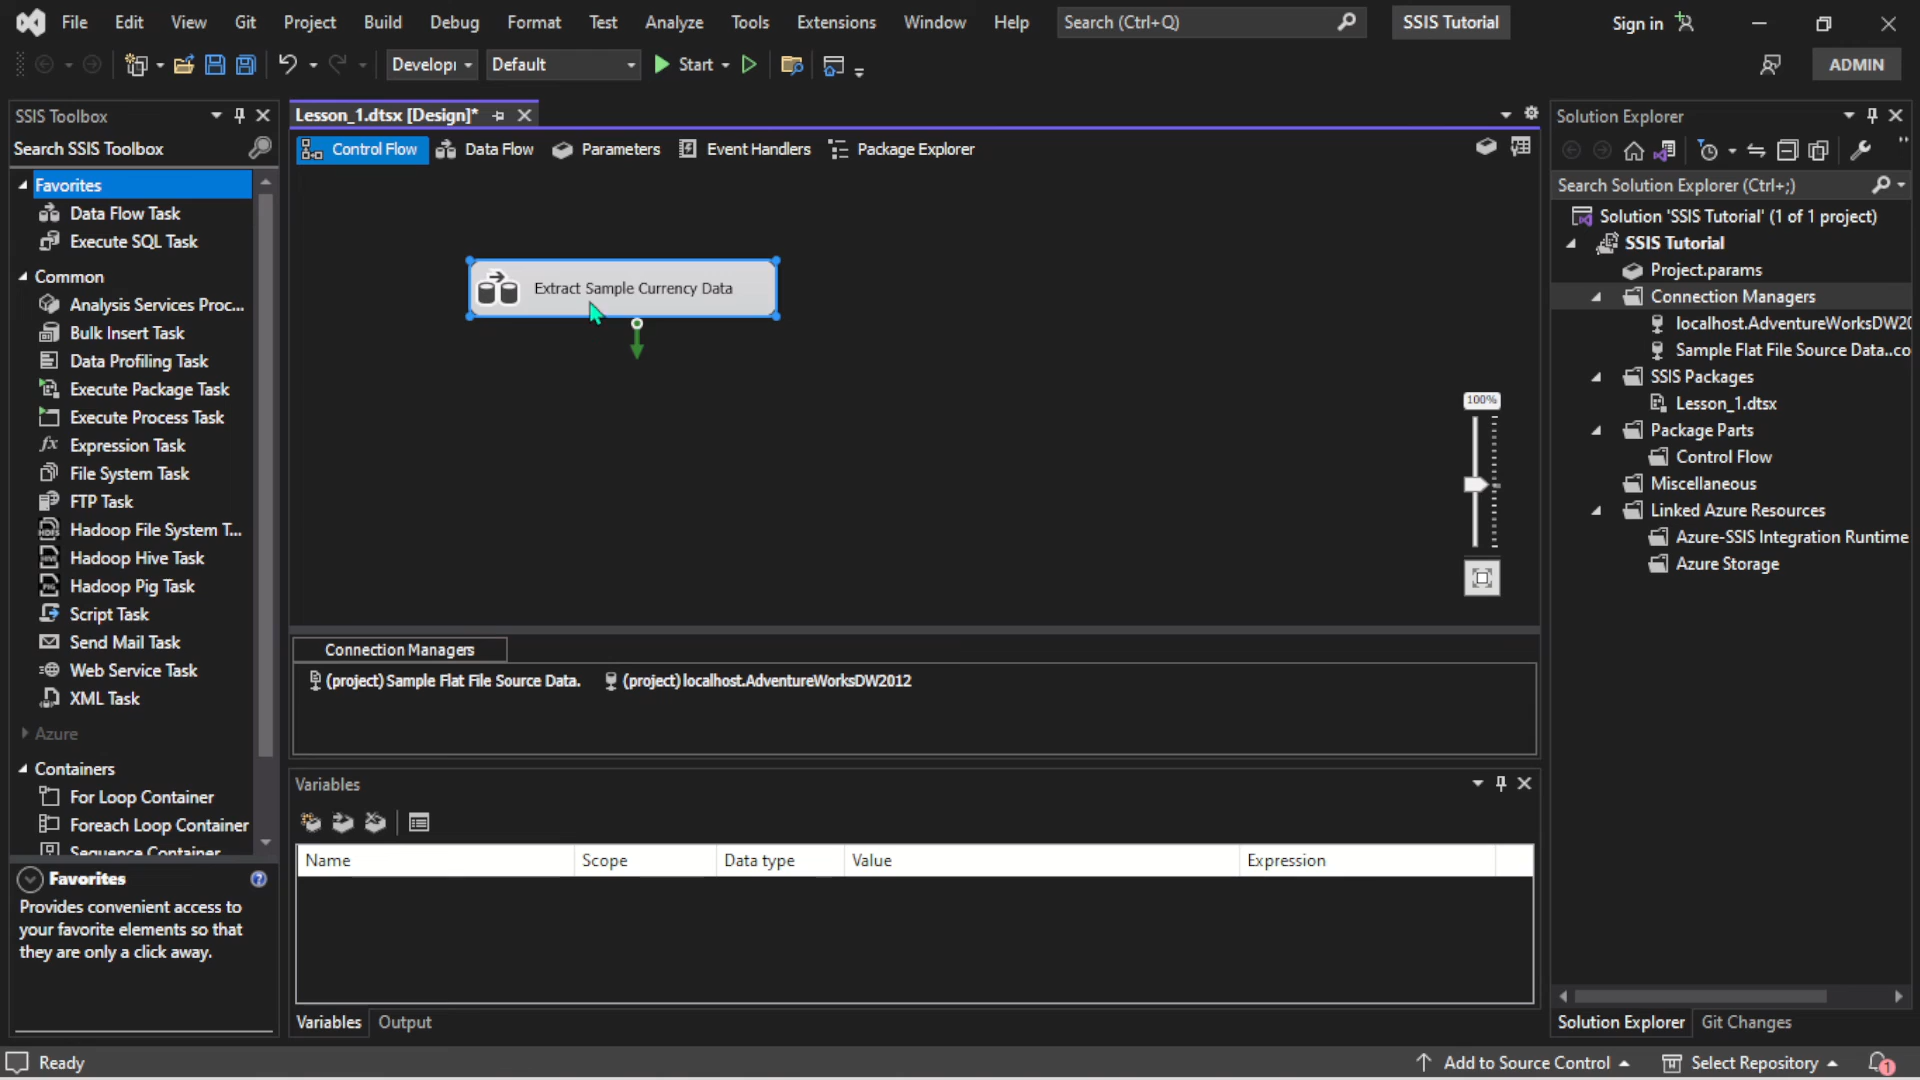 File Edit View Git Project Build Debug Format Test Analyze Tools Extensions Window Help Search (Ctrl+Q) SSIS Tutorial Sign in
Develop Default Start ADMIN
SSIS Toolbox
Search SSIS Toolbox
Favorites
Data Flow Task
Execute SQL Task
Common
Analysis Services Proc...
Bulk Insert Task
Data Profiling Task
Execute Package Task
Execute Process Task
Expression Task
File System Task
FTP Task
Hadoop File System T...
Hadoop Hive Task
Hadoop Pig Task
Script Task
Send Mail Task
Web Service Task
XML Task
Azure
Containers
For Loop Container
Foreach Loop Container
Sequence Container
Favorites
Provides convenient access to
your favorite elements so that
they are only a click away.
Lesson_1.dtsx [Design]*
Control Flow Data Flow Parameters Event Handlers Package Explorer
Extract Sample Currency Data
100%
Connection Managers
(project) Sample Flat File Source Data. (project) localhost.AdventureWorksDW2012
Variables
Name Scope Data type Value Expression
Variables Output
Solution Explorer
Search Solution Explorer (Ctrl+;)
Solution 'SSIS Tutorial' (1 of 1 project)
SSIS Tutorial
Project.params
Connection Managers
localhost.AdventureWorksDW20
Sample Flat File Source Data..co
SSIS Packages
Lesson_1.dtsx
Package Parts
Control Flow
Miscellaneous
Linked Azure Resources
Azure-SSIS Integration Runtime
Azure Storage
Solution Explorer Git Changes
Ready Add to Source Control Select Repository 1